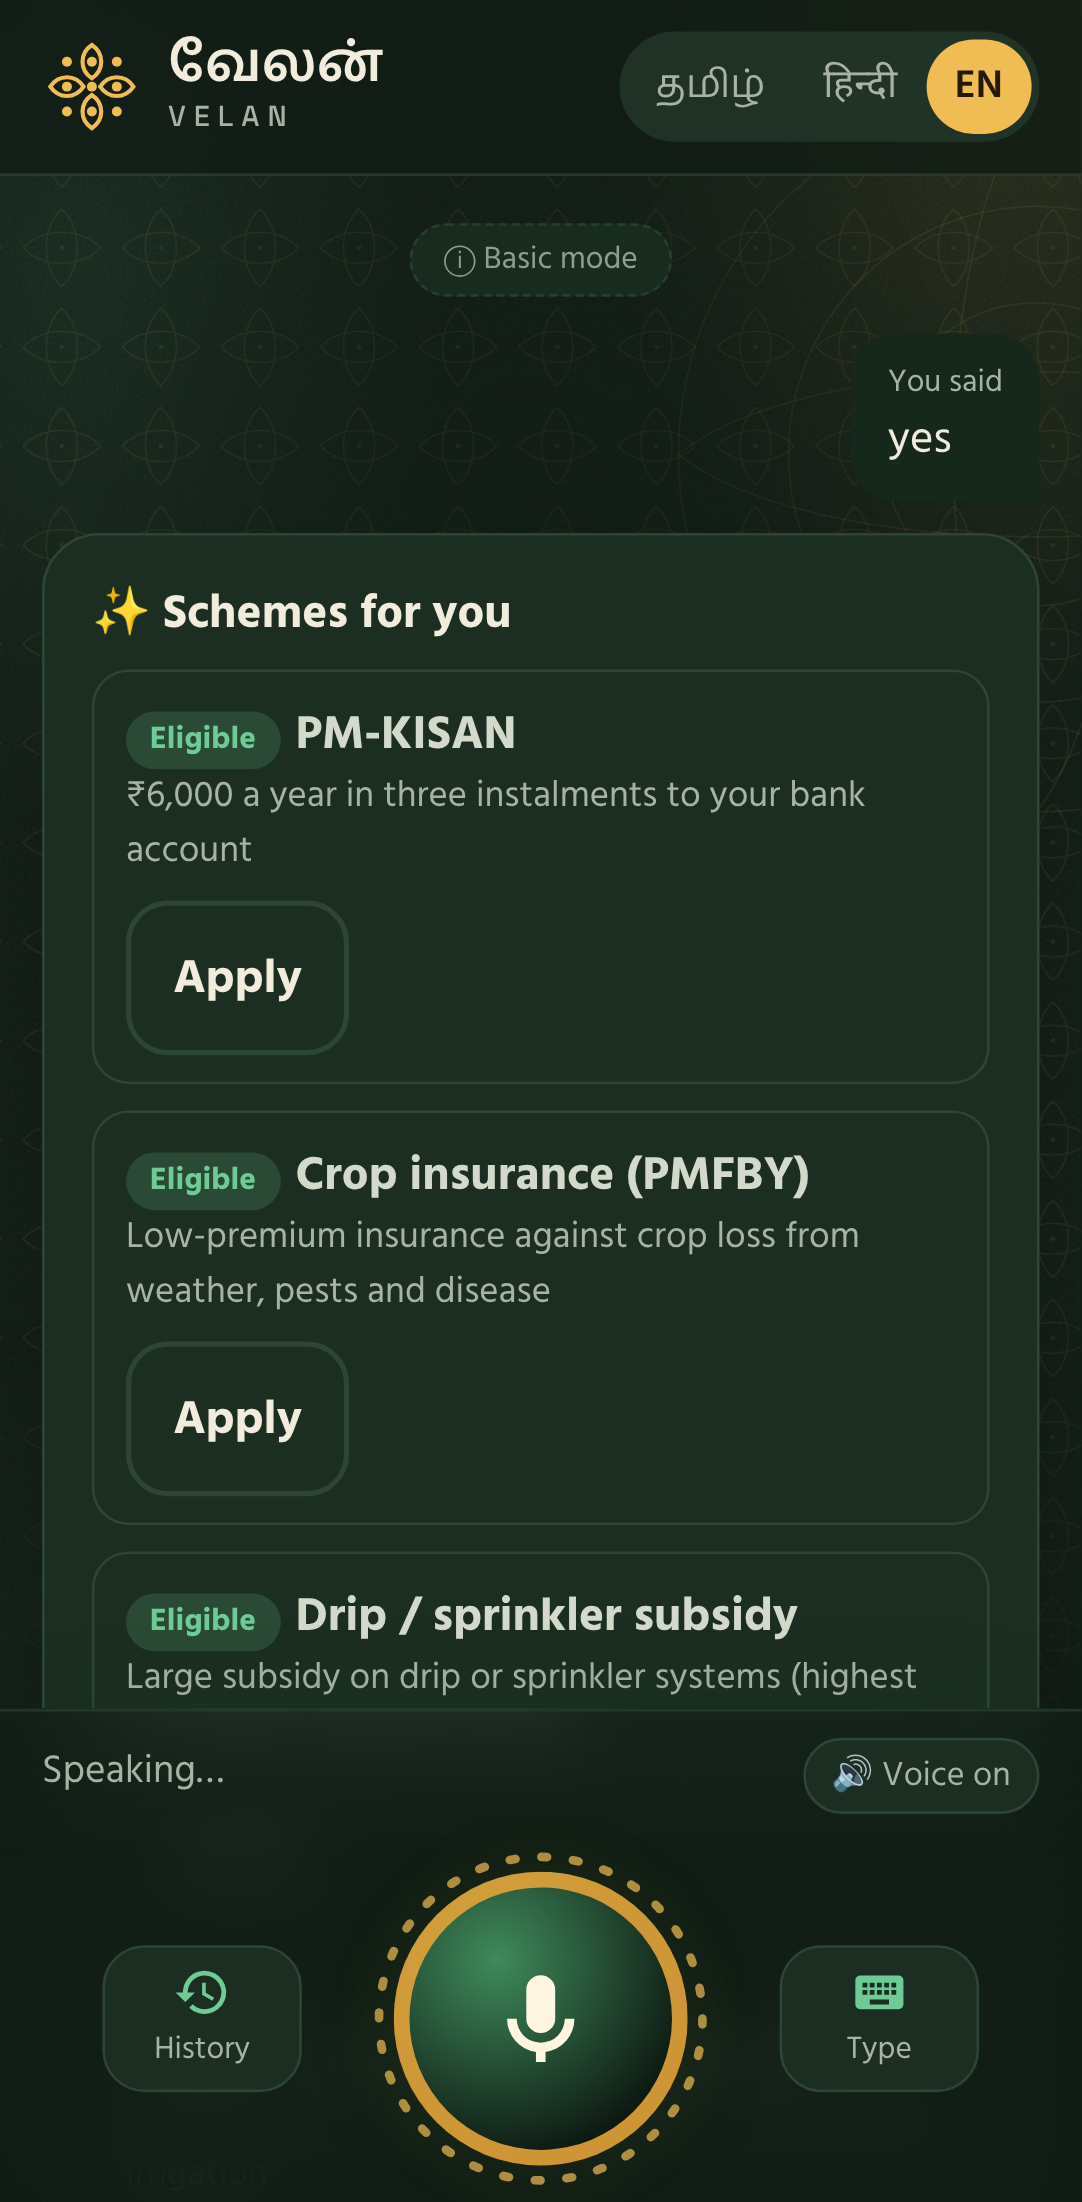 வேலன்
VELAN
தமிழ்
हिन्दी
EN
Basic mode
You said
yes
✨ Schemes for you
Eligible PM-KISAN
₹6,000 a year in three instalments to your bank
account
Apply
Eligible Crop insurance (PMFBY)
Low-premium insurance against crop loss from
weather, pests and disease
Apply
Eligible Drip / sprinkler subsidy
Large subsidy on drip or sprinkler systems (highest
Speaking...
🔊 Voice on
History
Type
irrigation